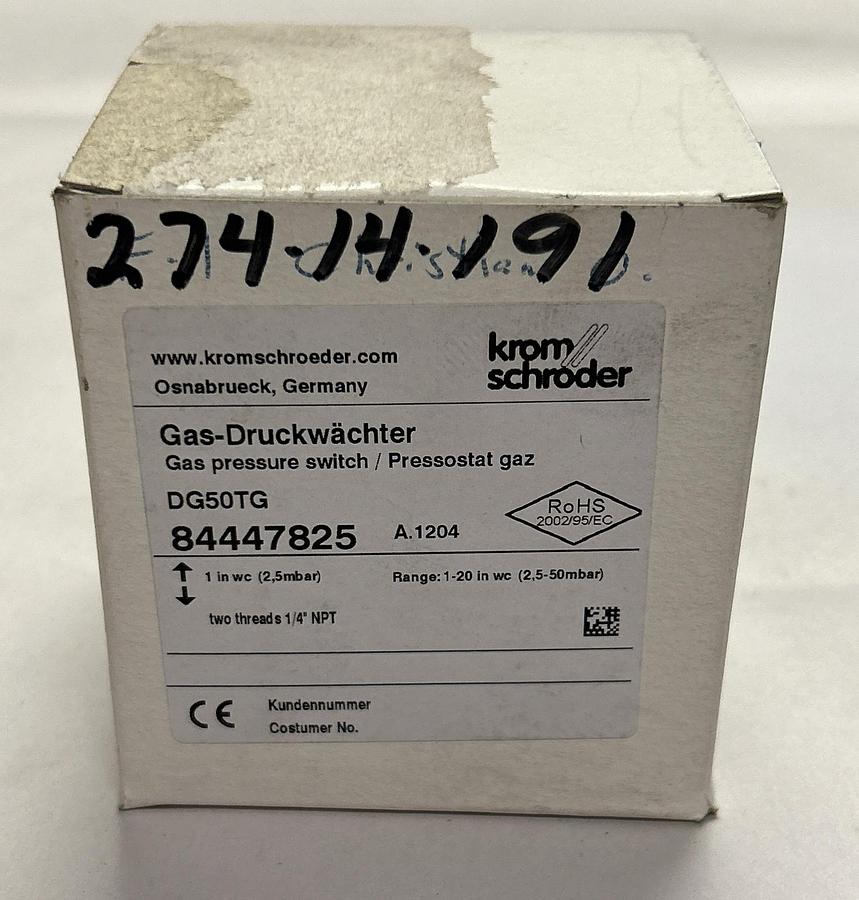 274-14-191
www.kromschroeder.com
Osnabrueck, Germany
krom
schröder
Gas-Druckwächter
Gas pressure switch / Pressostat gaz
DG50TG
84447825 A.1204
RoHS
2002/95/EC
1 in wc (2,5mbar) Range: 1-20 in wc (2,5-50mbar)
two threads 1/4" NPT
CE
Kundennummer
Costumer No.